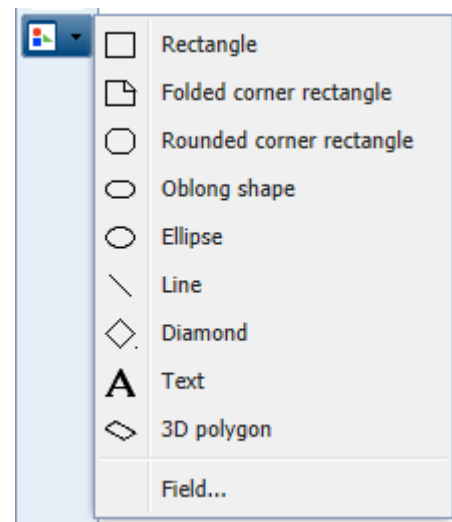 Rectangle
Folded corner rectangle
Rounded corner rectangle
Oblong shape
Ellipse
Line
Diamond
A Text
3D polygon
Field...